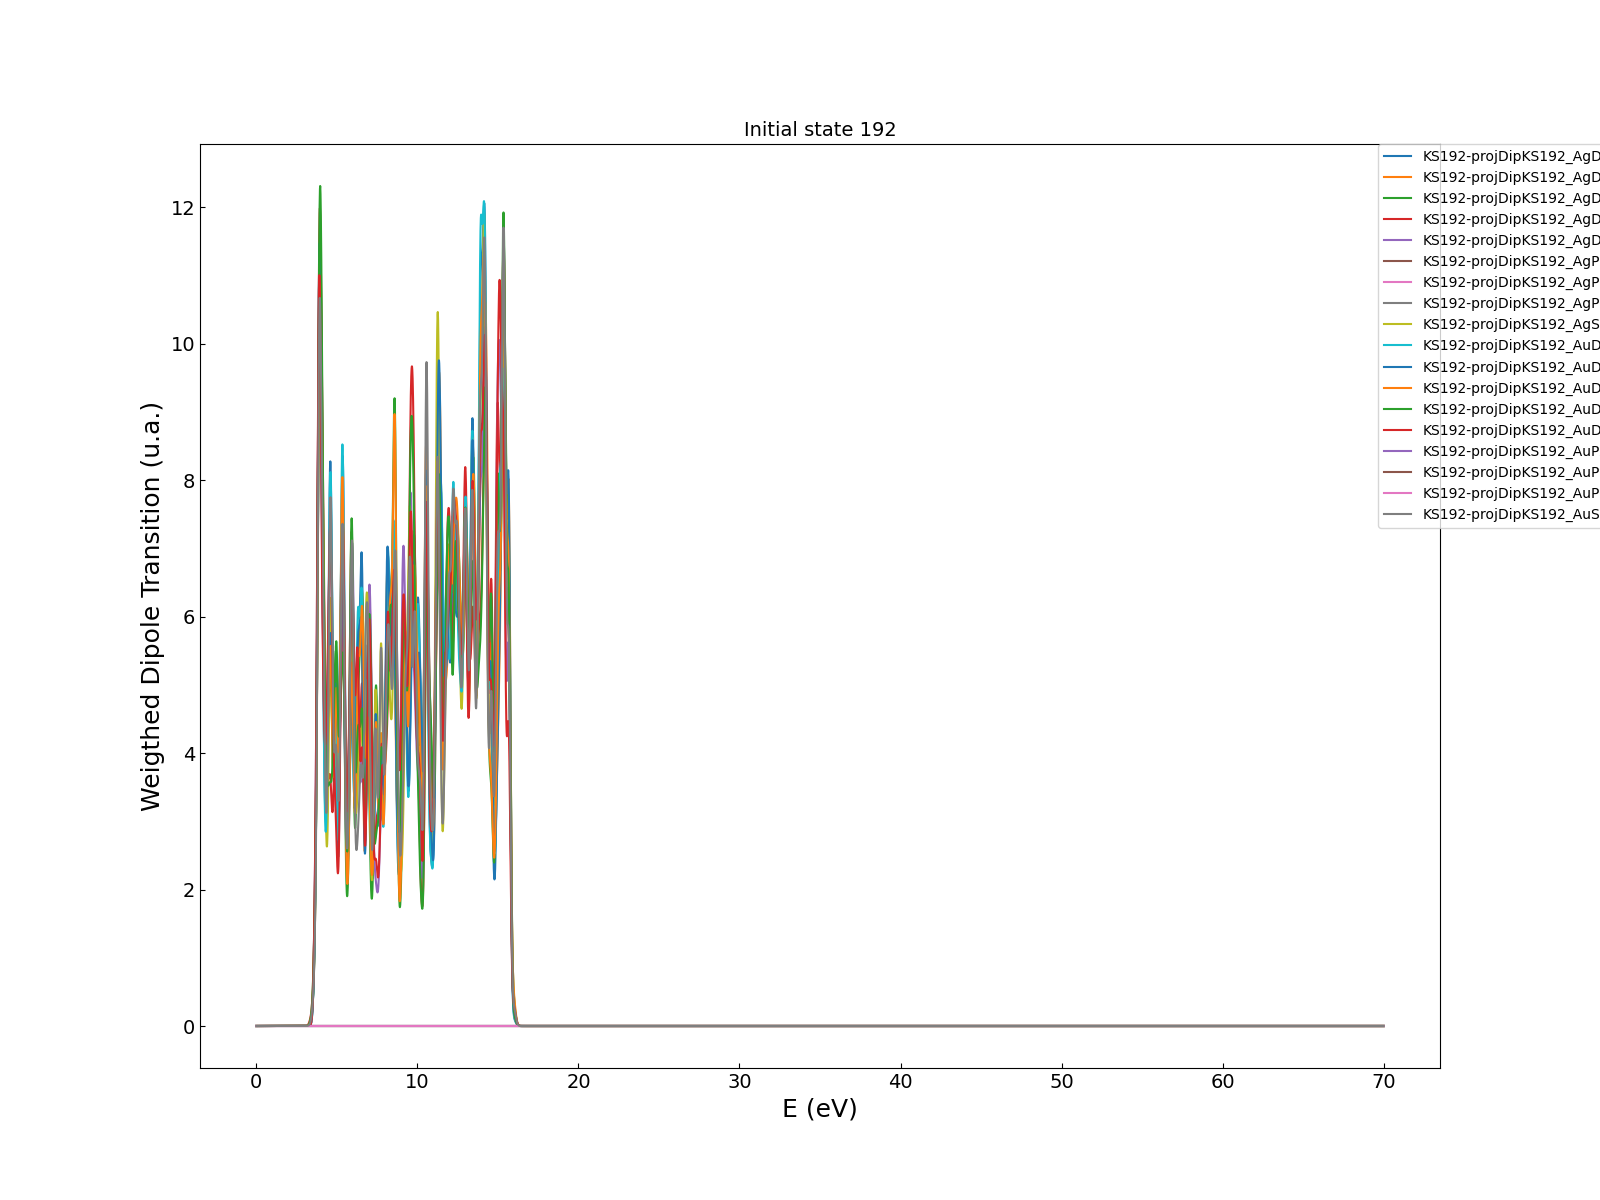 Initial state 192
KS192-projDipKS192_AgD
KS192-projDipKS192_AgD
KS192-projDipKS192_AgD
KS192-projDipKS192_AgD
KS192-projDipKS192_AgD
KS192-projDipKS192_AgP
KS192-projDipKS192_AgP
KS192-projDipKS192_AgP
KS192-projDipKS192_AgS
KS192-projDipKS192_AuD
KS192-projDipKS192_AuD
KS192-projDipKS192_AuD
KS192-projDipKS192_AuD
KS192-projDipKS192_AuD
KS192-projDipKS192_AuP
KS192-projDipKS192_AuP
KS192-projDipKS192_AuP
KS192-projDipKS192_AuS
Weigthed Dipole Transition (u.a.)
12
10
8
6
4
2
0
0 10 20 30 40 50 60 70
E (eV)